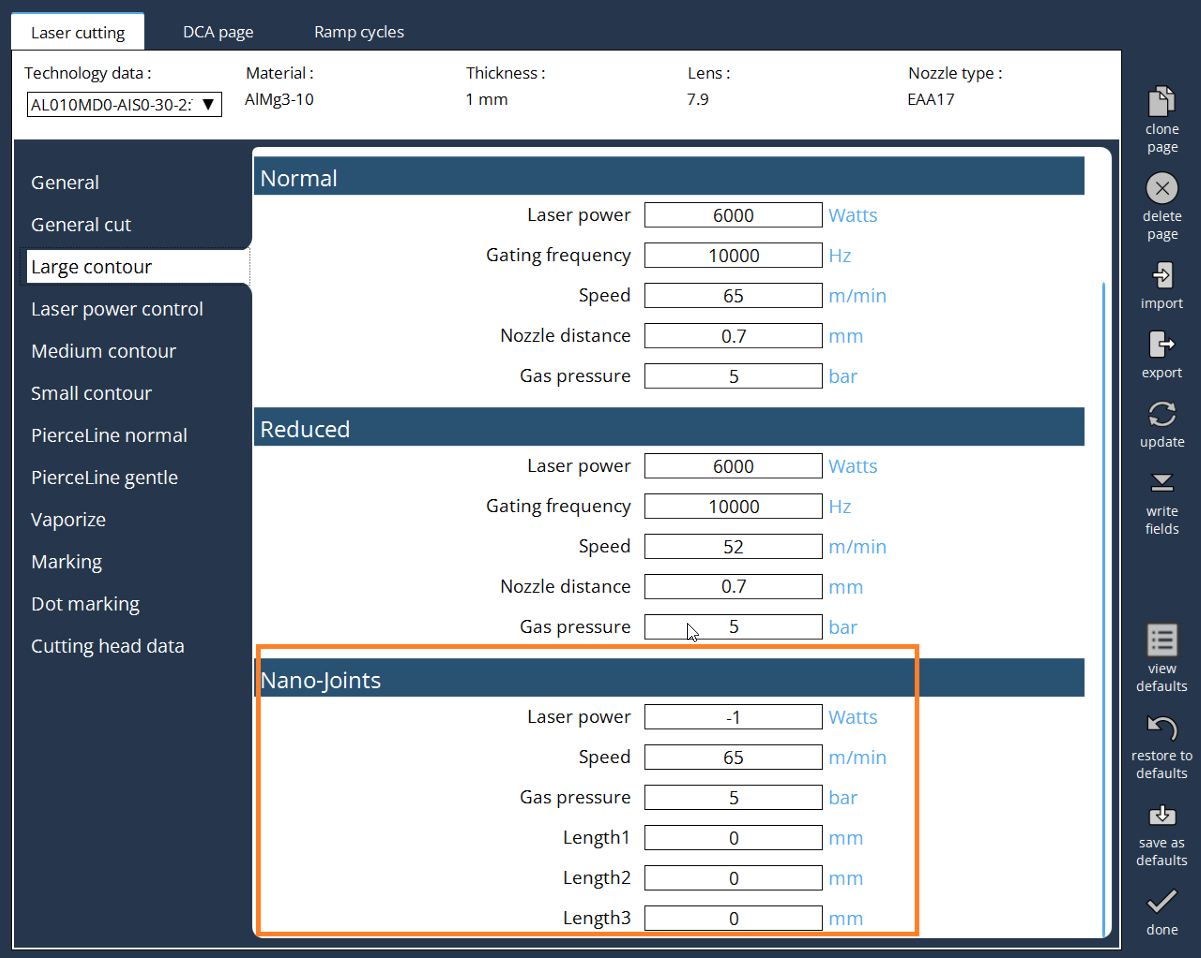 Laser cutting DCA page Ramp cycles
Technology data : Material : Thickness : Lens : Nozzle type :
AL010MD0-AIS0-30-2: AlMg3-10 1 mm 7.9 EAA17
General
General cut
Large contour
Laser power control
Medium contour
Small contour
PierceLine normal
PierceLine gentle
Vaporize
Marking
Dot marking
Cutting head data
Normal
Laser power 6000 Watts
Gating frequency 10000 Hz
Speed 65 m/min
Nozzle distance 0.7 mm
Gas pressure 5 bar
Reduced
Laser power 6000 Watts
Gating frequency 10000 Hz
Speed 52 m/min
Nozzle distance 0.7 mm
Gas pressure 5 bar
Nano-Joints
Laser power -1 Watts
Speed 65 m/min
Gas pressure 5 bar
Length1 0 mm
Length2 0 mm
Length3 0 mm
clone
page
delete
page
import
export
update
write
fields
view
defaults
restore to
defaults
save as
defaults
done